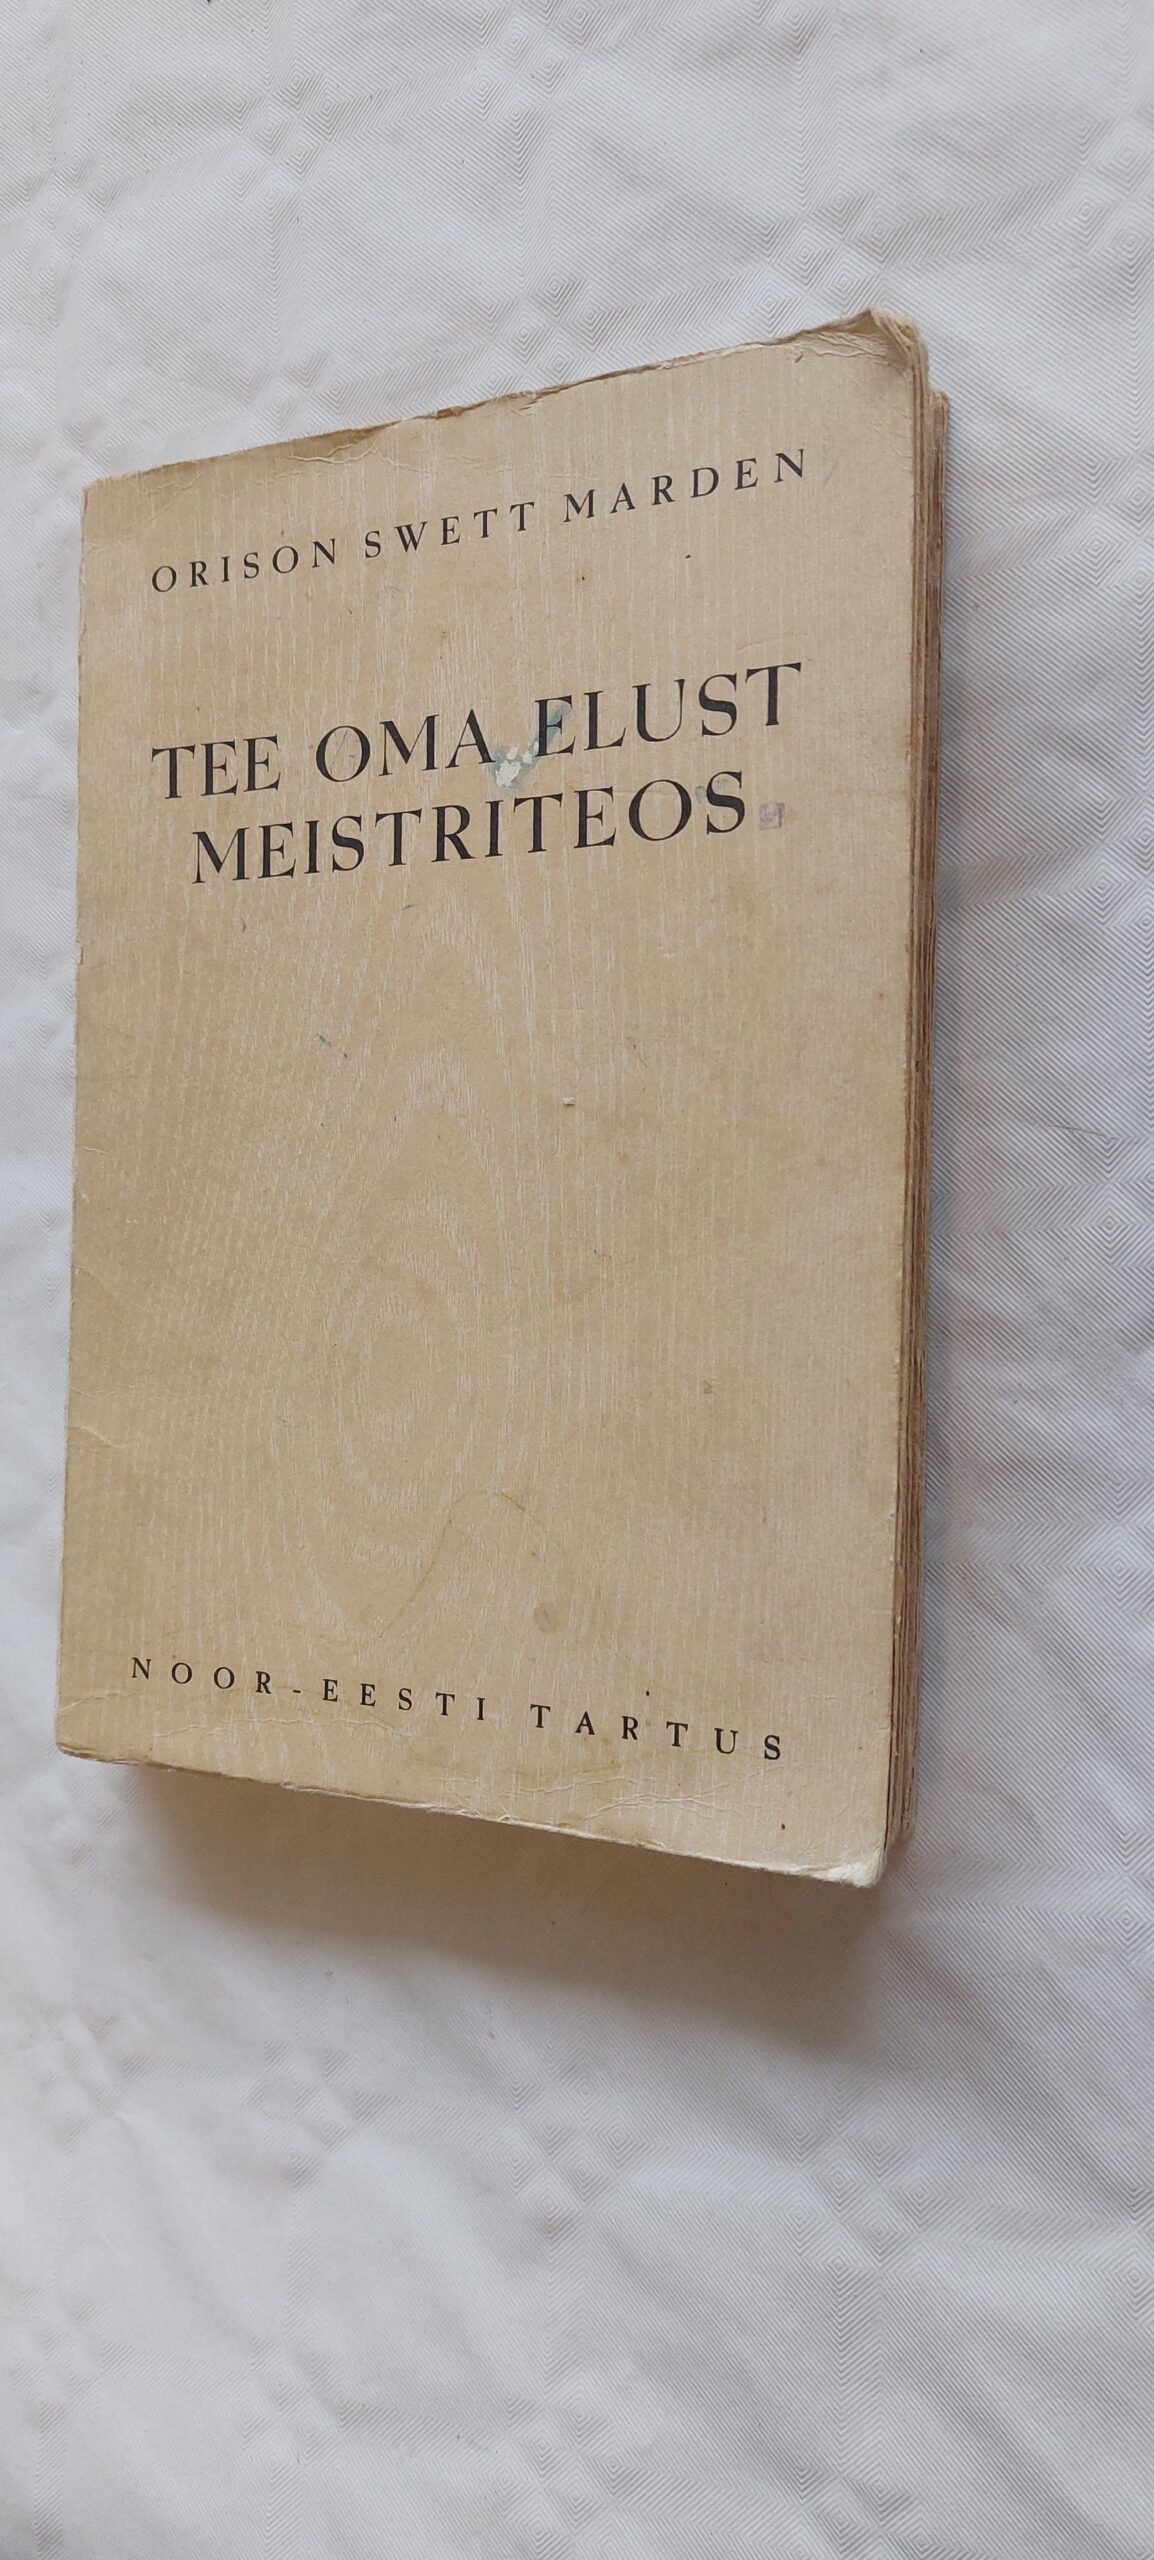 ORISON SWETT MARDEN
TEE OMA ELUST
MEISTRITEOS
NOOR-EESTI TARTUS